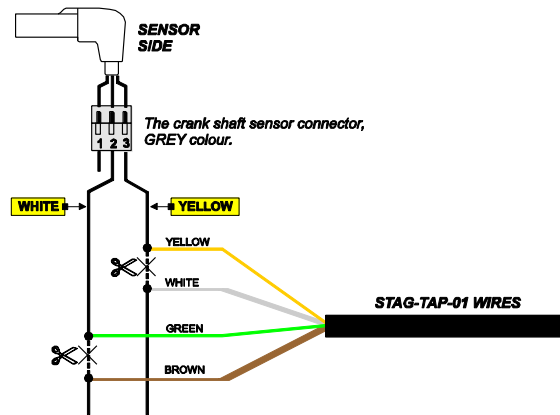 SENSOR
SIDE
The crank shaft sensor connector,
GREY colour.
1 2 3
WHITE
YELLOW
YELLOW
WHITE
STAG-TAP-01 WIRES
GREEN
BROWN